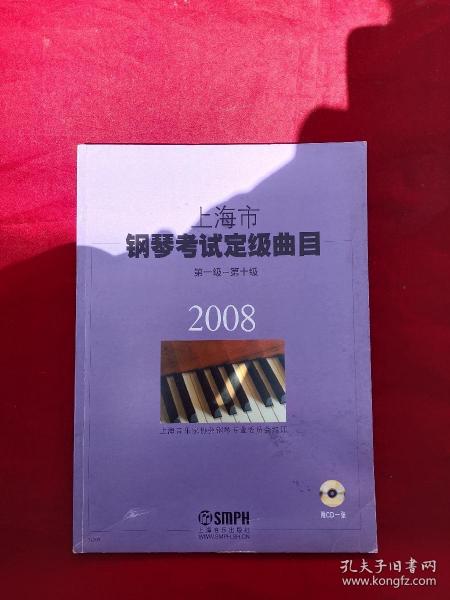 上海市
钢琴考试定级曲目
第一级—第十级
2008
上海音乐家协会钢琴专业委员会编订
SMPH
上海音乐出版社
WWW.SMPH.SH.CN
附CD一张
孔夫子旧书网
www.kongfz.com